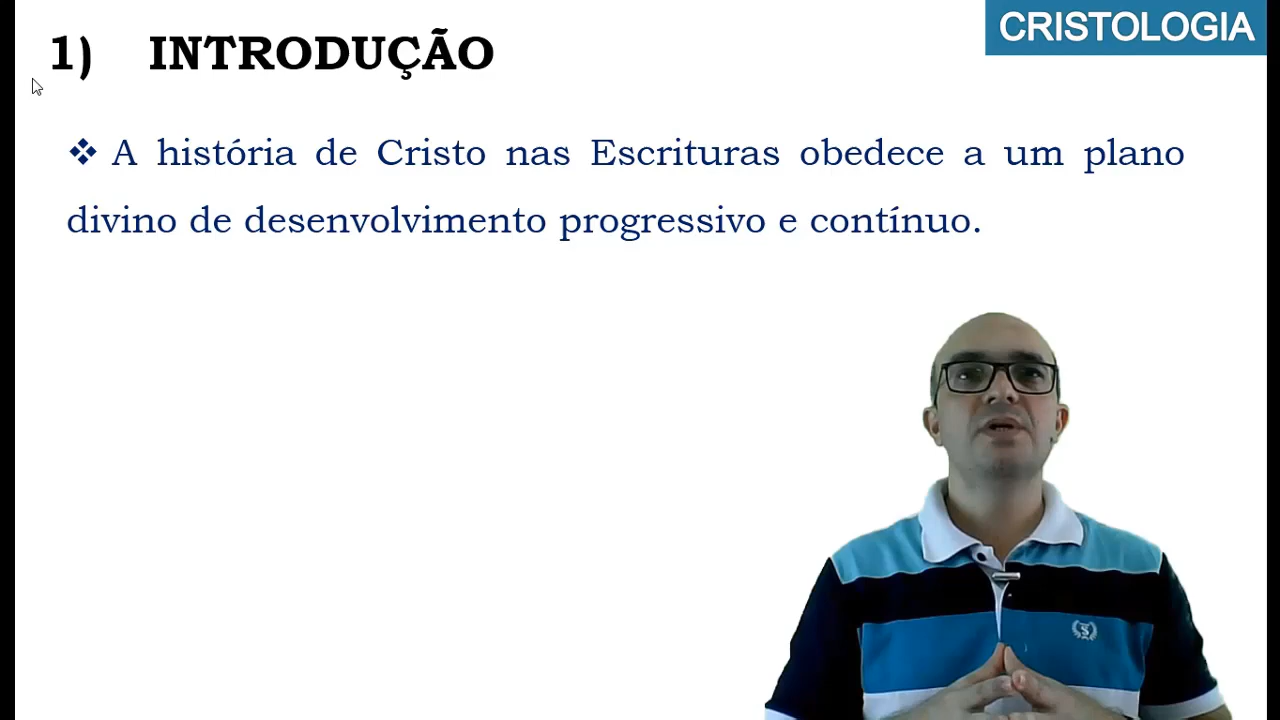 CRISTOLOGIA
1) INTRODUÇÃO
❖ A história de Cristo nas Escrituras obedece a um plano
divino de desenvolvimento progressivo e contínuo.